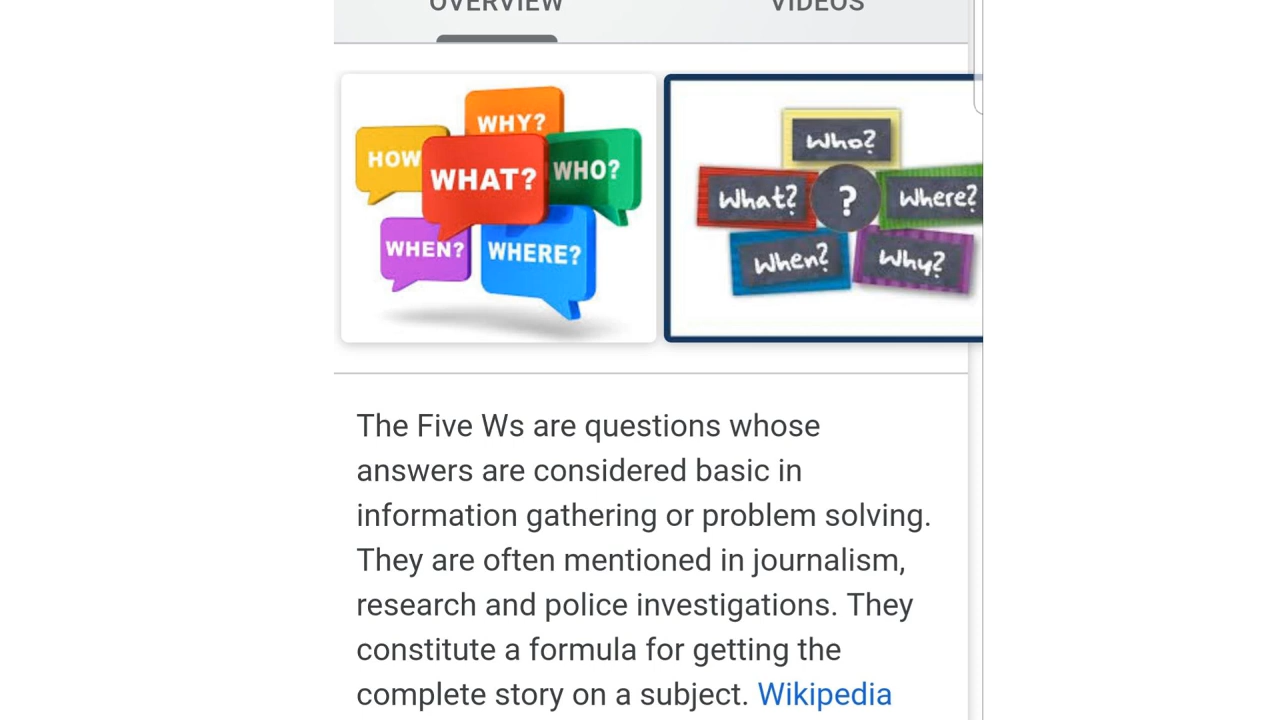 OVERVIEW VIDEOS
WHY?
HOW
WHAT?
WHO?
WHEN?
WHERE?
Who?
What?
?
Where?
When?
Why?
The Five Ws are questions whose
answers are considered basic in
information gathering or problem solving.
They are often mentioned in journalism,
research and police investigations. They
constitute a formula for getting the
complete story on a subject. Wikipedia